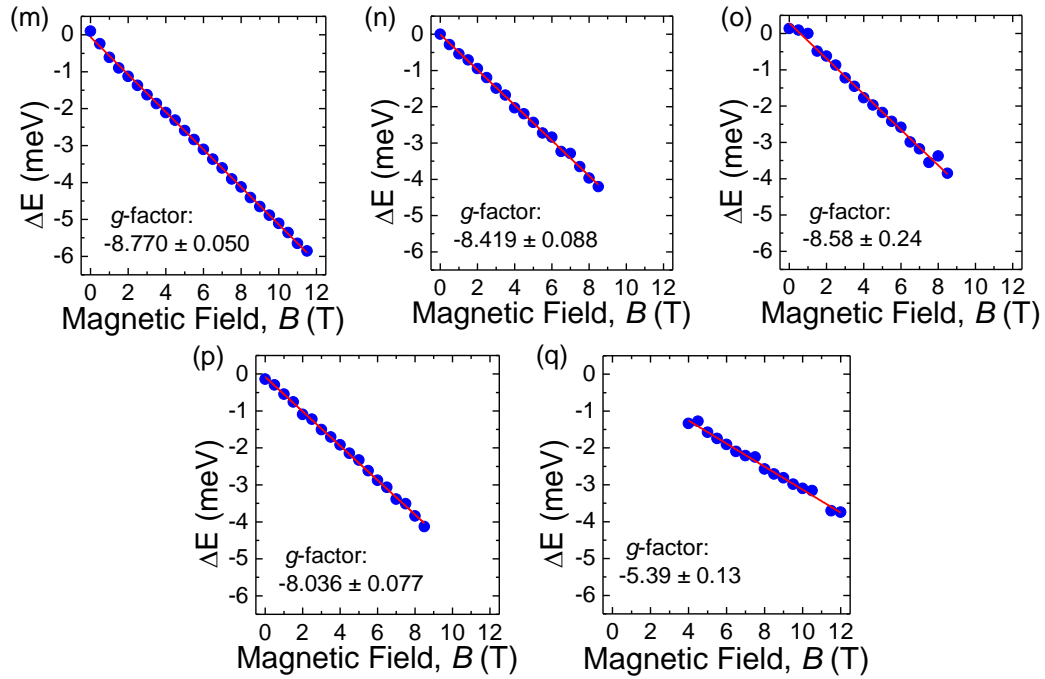 (m)
0
-1
-2
-3
-4
-5
-6
ΔE (meV)
g-factor:
-8.770 ± 0.050
0 2 4 6 8 10 12
Magnetic Field, B (T)
(n)
0
-1
-2
-3
-4
-5
-6
ΔE (meV)
g-factor:
-8.419 ± 0.088
0 2 4 6 8 10 12
Magnetic Field, B (T)
(o)
0
-1
-2
-3
-4
-5
-6
ΔE (meV)
g-factor:
-8.58 ± 0.24
0 2 4 6 8 10 12
Magnetic Field, B (T)
(p)
0
-1
-2
-3
-4
-5
-6
ΔE (meV)
g-factor:
-8.036 ± 0.077
0 2 4 6 8 10 12
Magnetic Field, B (T)
(q)
0
-1
-2
-3
-4
-5
-6
ΔE (meV)
g-factor:
-5.39 ± 0.13
0 2 4 6 8 10 12
Magnetic Field, B (T)